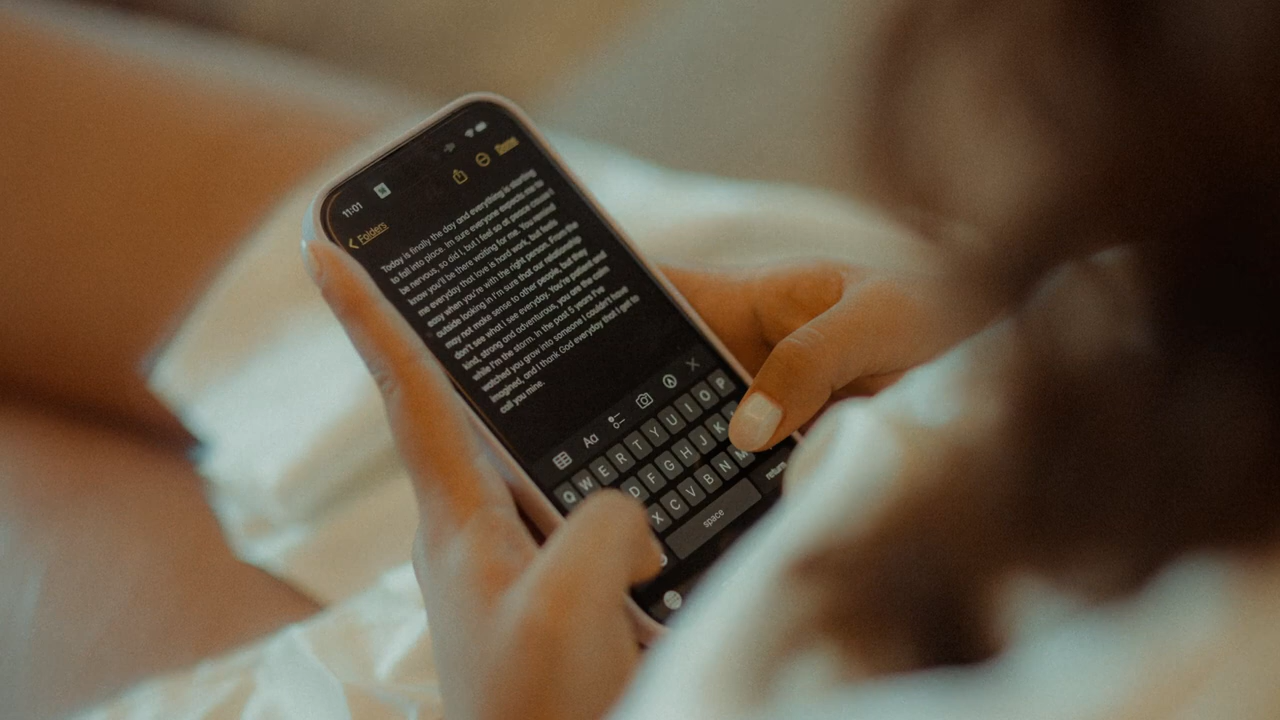 11:01
Folders
Done
Today is finally the day and everything is starting
to fall into place. Im sure everyone expects me to
be nervous, so did I, but I feel so at peace cause I
know you'll be there waiting for me. You show
me everyday that love is hard work, but feels
easy when you're with the right person. From the
outside looking in I'm sure that our relationship
may not make sense to other people, but they
don't see what I see everyday. You're patient and
kind, strong and adventurous, you are the calm
while I'm the storm. In the past 5 years I've
watched you grow into someone I couldn't have
imagined, and I thank God everyday that I get to
call you mine.
Aa
Q W E R T Y U I O P
D F G H J K
X C V B N M
space return